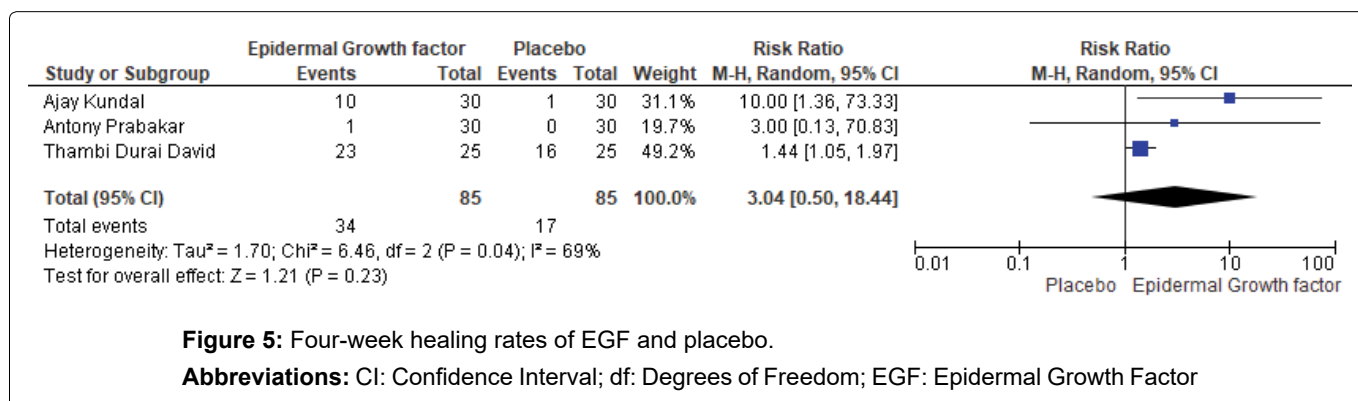 Epidermal Growth factor Placebo Risk Ratio Risk Ratio
Study or Subgroup Events Total Events Total Weight M-H, Random, 95% CI M-H, Random, 95% CI
Ajay Kundal 10 30 1 30 31.1% 10.00 [1.36, 73.33]
Antony Prabakar 1 30 0 30 19.7% 3.00 [0.13, 70.83]
Thambi Durai David 23 25 16 25 49.2% 1.44 [1.05, 1.97]
Total (95% CI) 85 85 100.0% 3.04 [0.50, 18.44]
Total events 34 17
Heterogeneity: Tau² = 1.70; Chi² = 6.46, df = 2 (P = 0.04); I² = 69%
Test for overall effect: Z = 1.21 (P = 0.23)
0.01 0.1 1 10 100
Placebo Epidermal Growth factor
Figure 5: Four-week healing rates of EGF and placebo.
Abbreviations: CI: Confidence Interval; df: Degrees of Freedom; EGF: Epidermal Growth Factor